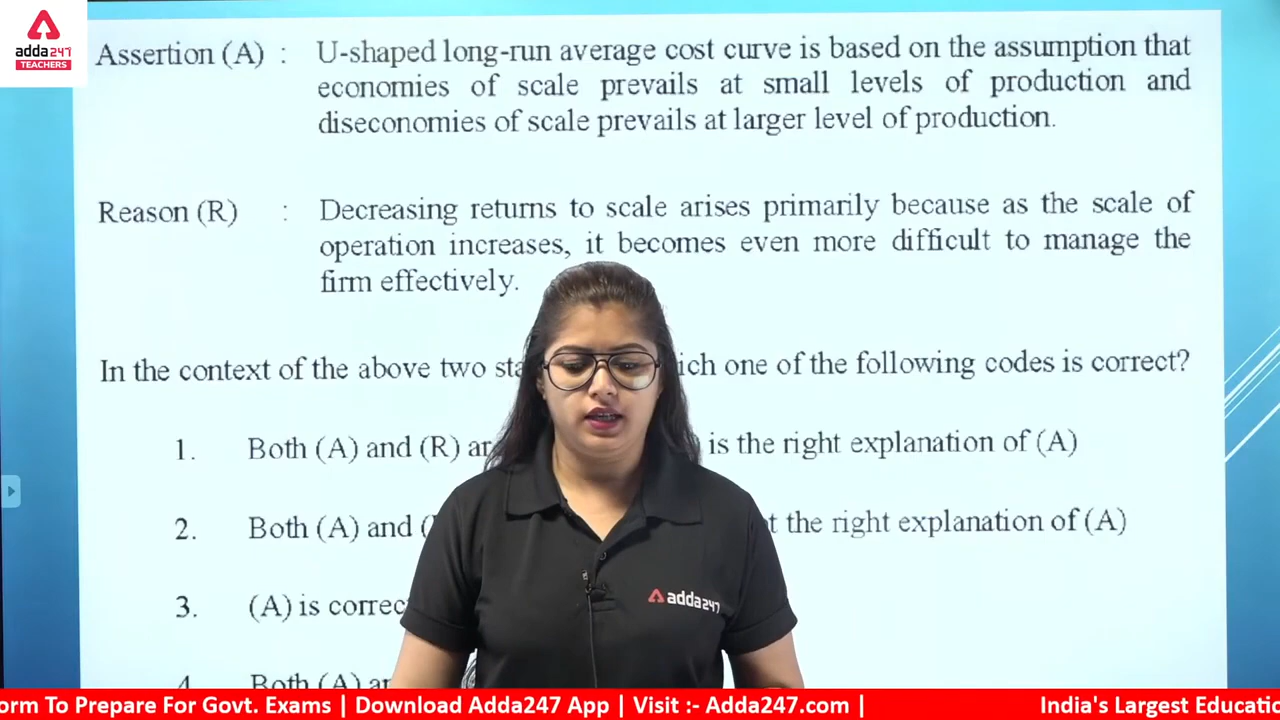 adda247
TEACHERS
Assertion (A) : U-shaped long-run average cost curve is based on the assumption that
economies of scale prevails at small levels of production and
diseconomies of scale prevails at larger level of production.
Reason (R) : Decreasing returns to scale arises primarily because as the scale of
operation increases, it becomes even more difficult to manage the
firm effectively.
In the context of the above two which one of the following codes is correct?
1. Both (A) and (R) is the right explanation of (A)
2. Both (A) and the right explanation of (A)
3. (A) is correc
4. Both (A)
adda247
Form To Prepare For Govt. Exams | Download Adda247 App | Visit :- Adda247.com | India's Largest